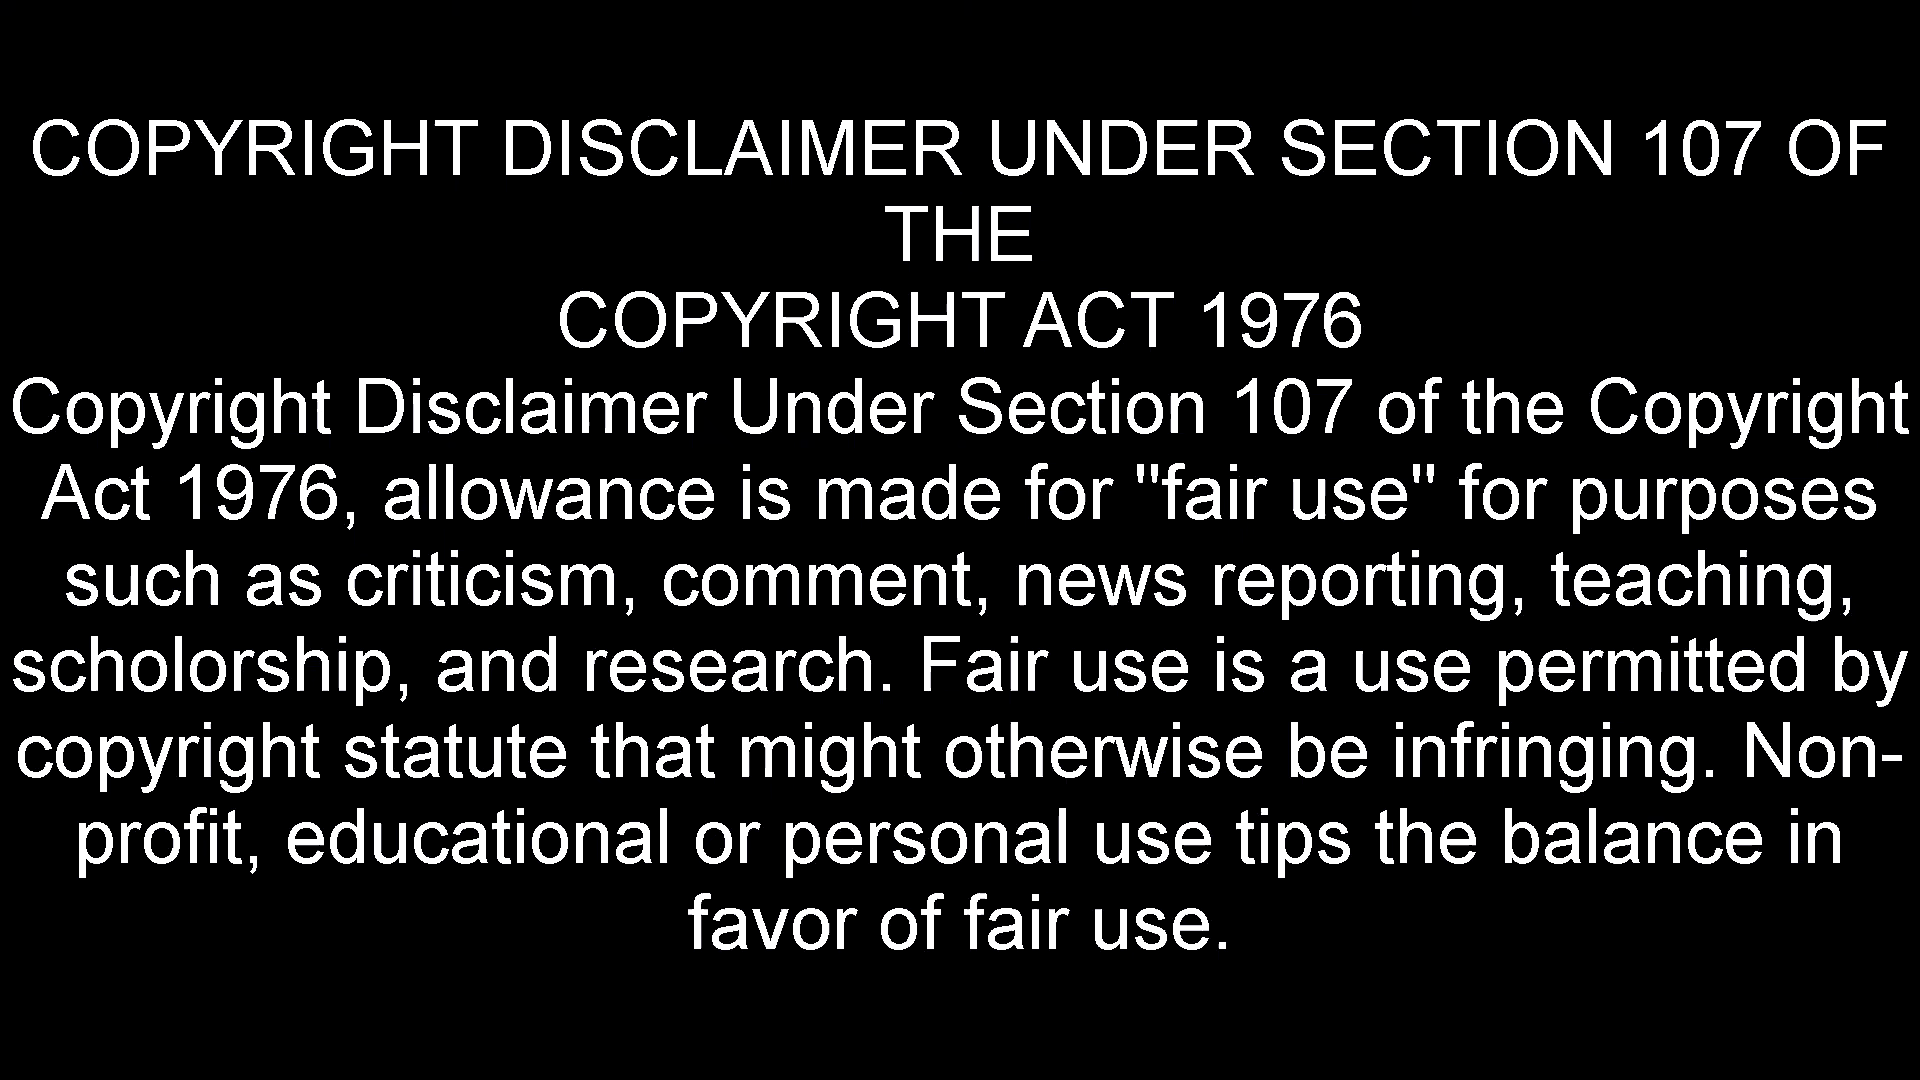 COPYRIGHT DISCLAIMER UNDER SECTION 107 OF
THE
COPYRIGHT ACT 1976
Copyright Disclaimer Under Section 107 of the Copyright
Act 1976, allowance is made for "fair use" for purposes
such as criticism, comment, news reporting, teaching,
scholorship, and research. Fair use is a use permitted by
copyright statute that might otherwise be infringing. Non-
profit, educational or personal use tips the balance in
favor of fair use.